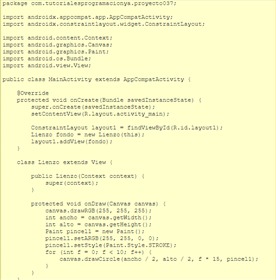 package com.tutorialesprogramacionya.proyecto037;
import androidx.appcompat.app.AppCompatActivity;
import androidx.constraintlayout.widget.ConstraintLayout;
import android.content.Context;
import android.graphics.Canvas;
import android.graphics.Paint;
import android.os.Bundle;
import android.view.View;
public class MainActivity extends AppCompatActivity {
@Override
protected void onCreate(Bundle savedInstanceState) {
super.onCreate(savedInstanceState);
setContentView(R.layout.activity_main);
ConstraintLayout layout1 = findViewById(R.id.layout1);
Lienzo fondo = new Lienzo(this);
layout1.addView(fondo);
}
class Lienzo extends View {
public Lienzo(Context context) {
super(context);
}
protected void onDraw(Canvas canvas) {
canvas.drawRGB(255, 255, 255);
int ancho = canvas.getWidth();
int alto = canvas.getHeight();
Paint pincel1 = new Paint();
pincel1.setARGB(255, 255, 0, 0);
pincel1.setStyle(Paint.Style.STROKE);
for (int f = 0; f < 10; f++) {
canvas.drawCircle(ancho / 2, alto / 2, f * 15, pincel1);
}